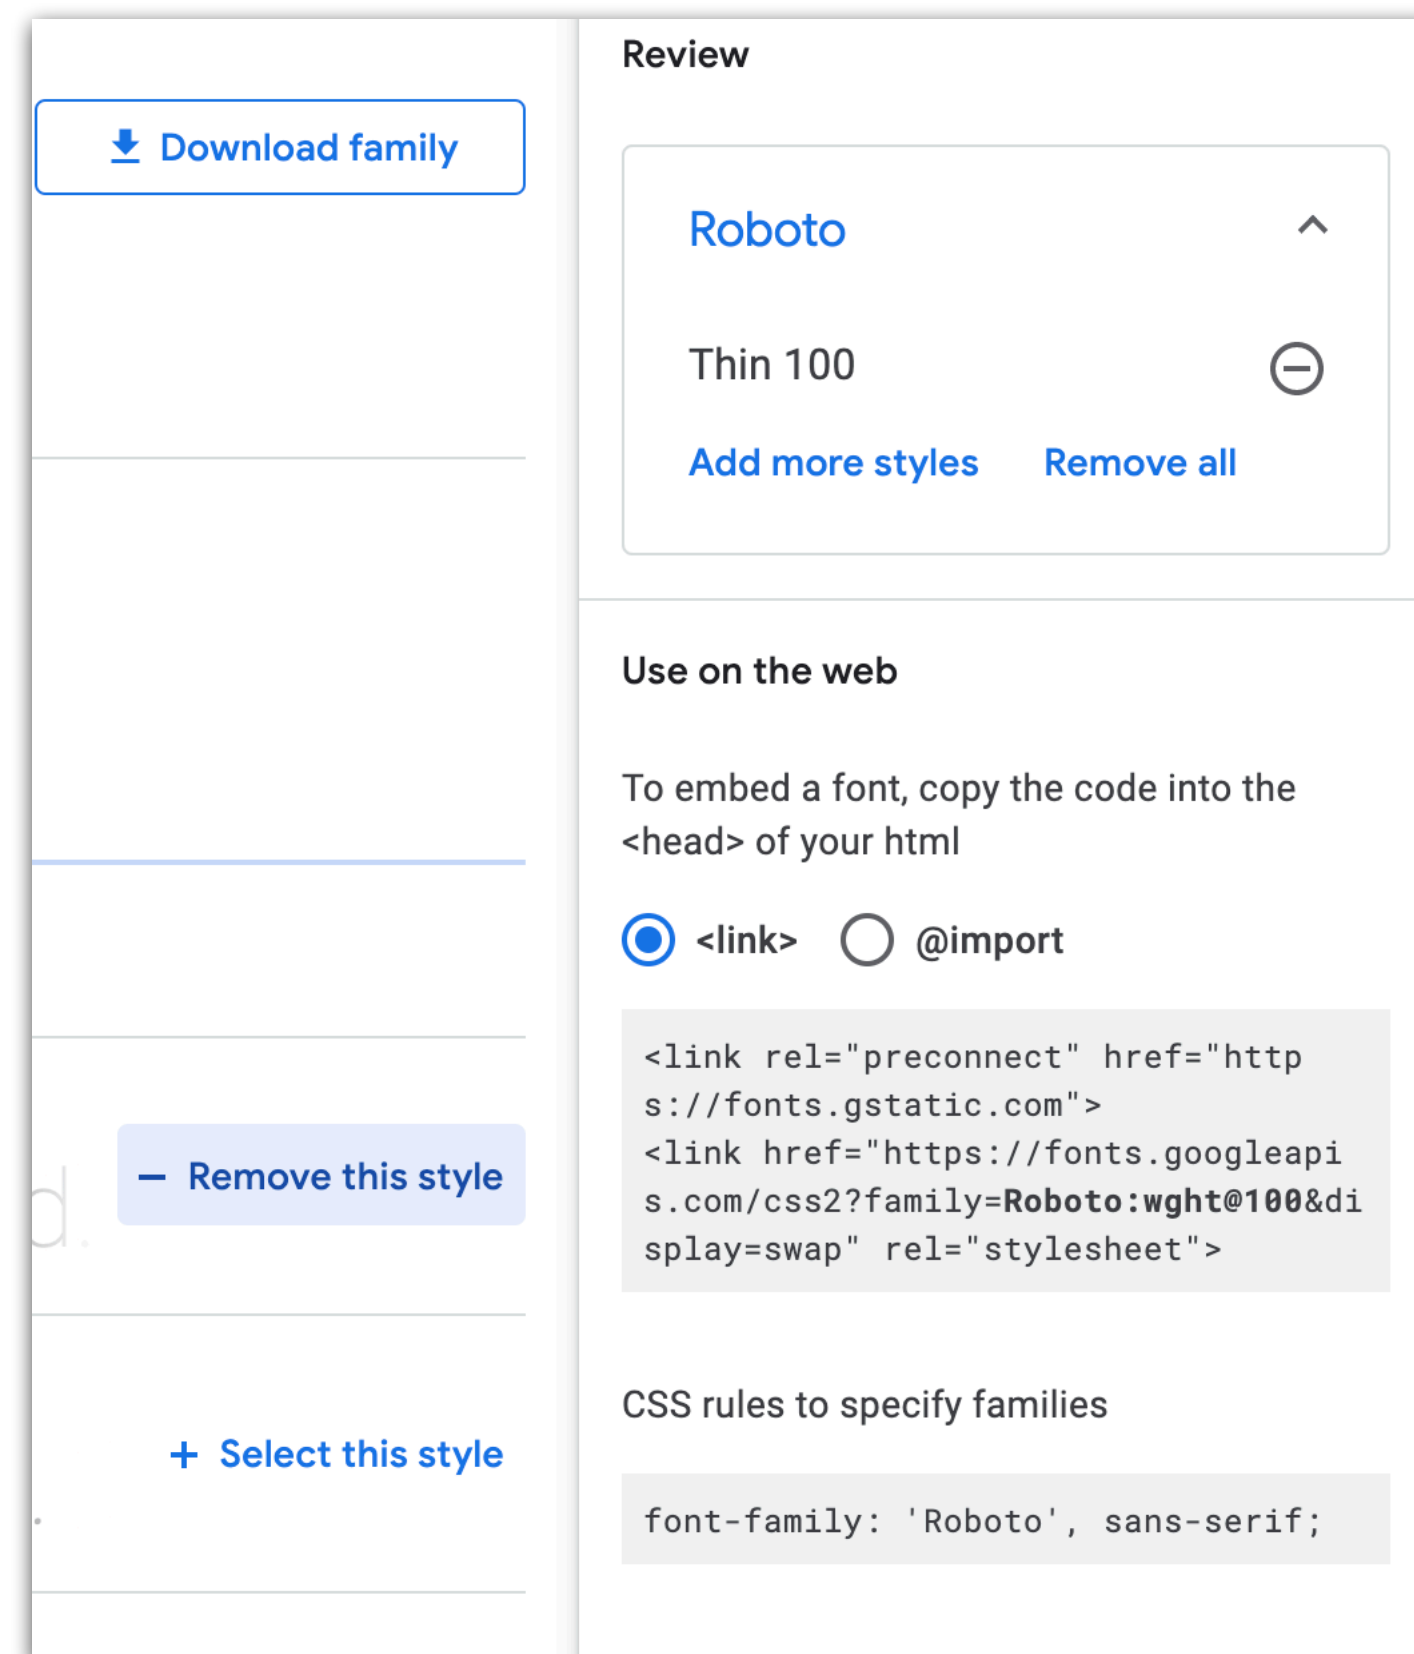 Download family
d.
Remove this style
Select this style
Review
Roboto
Thin 100
Add more styles Remove all
Use on the web
To embed a font, copy the code into the
<head> of your html
<link> @import
<link rel="preconnect" href="http
s://fonts.gstatic.com">
<link href="https://fonts.googleapi
s.com/css2?family=Roboto:wght@100&di
splay=swap" rel="stylesheet">
CSS rules to specify families
font-family: 'Roboto', sans-serif;